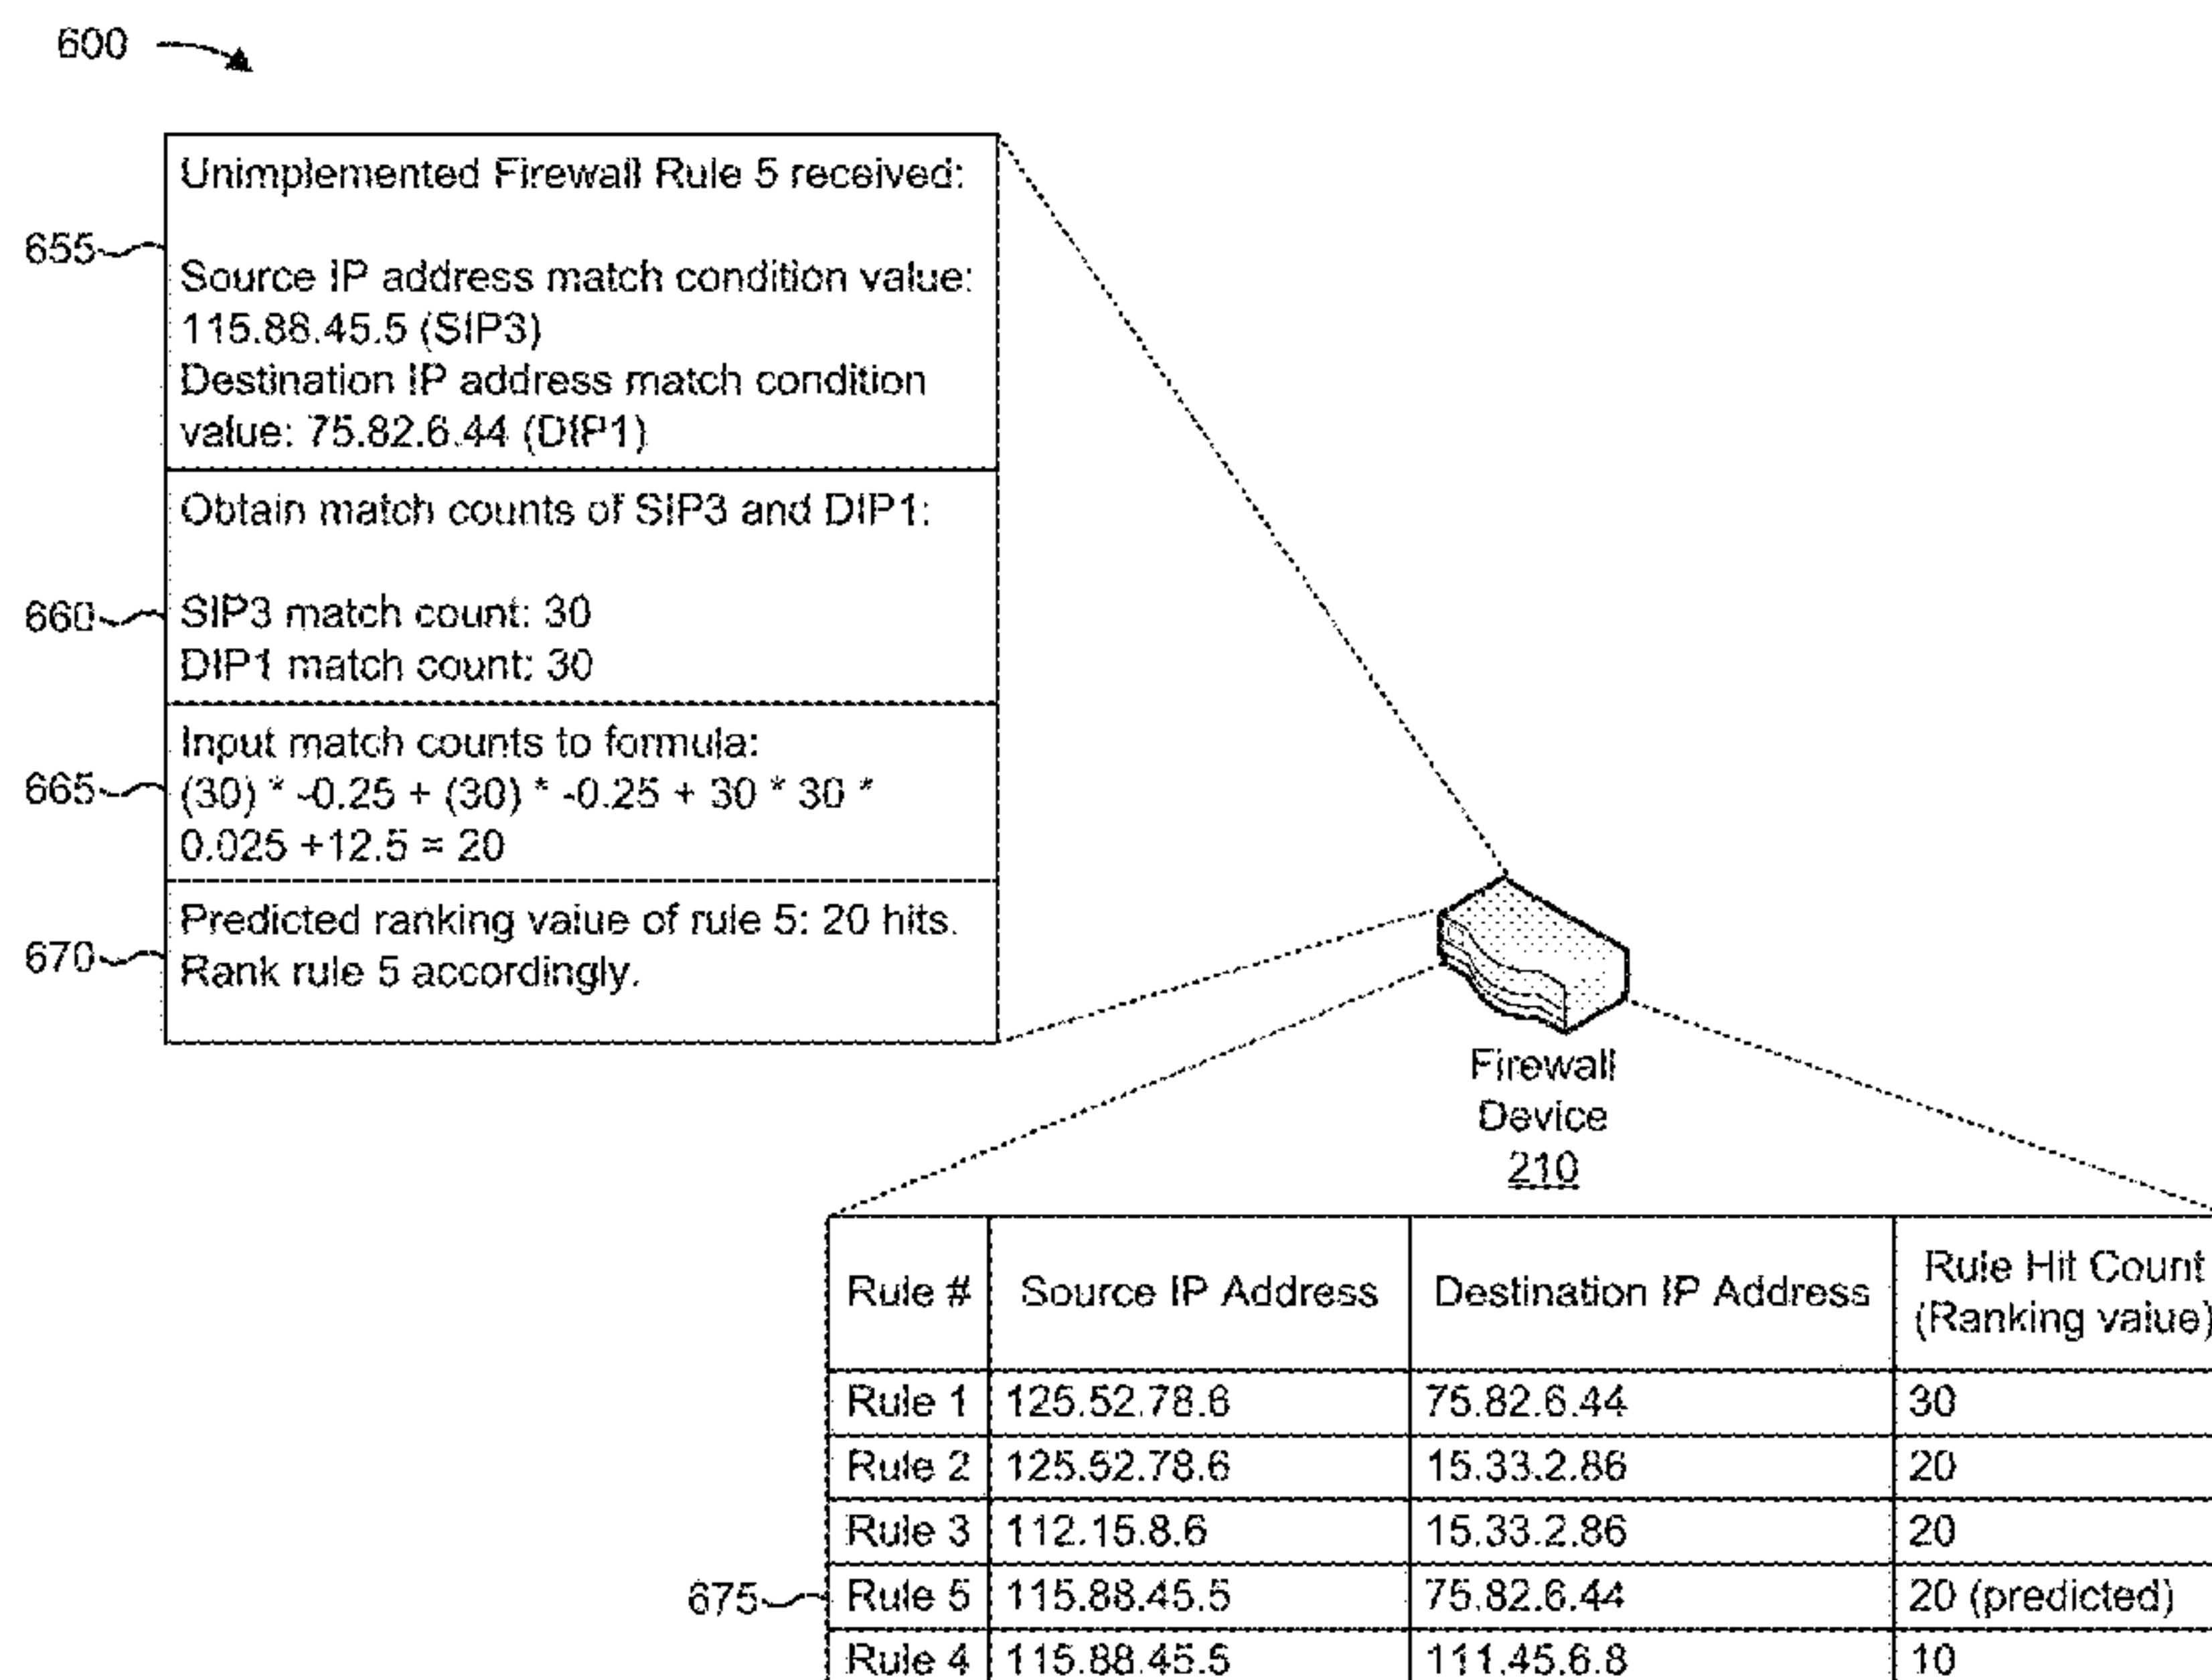 600
Unimplemented Firewall Rule 5 received:
655
Source IP address match condition value:
115.88.45.5 (SIP3)
Destination IP address match condition
value: 75.82.6.44 (DIP1)
Obtain match counts of SIP3 and DIP1:
660
SIP3 match count: 30
DIP1 match count: 30
Input match counts to formula:
665
(30) * -0.25 + (30) * -0.25 + 30 * 30 *
0.025 +12.5 = 20
Predicted ranking value of rule 5: 20 hits.
670
Rank rule 5 accordingly.
Firewall
Device
210
Rule # Source IP Address Destination IP Address Rule Hit Count
(Ranking value)
Rule 1 125.52.78.6 75.82.6.44 30
Rule 2 125.52.78.6 15.33.2.86 20
Rule 3 112.15.8.6 15.33.2.86 20
675 Rule 5 115.88.45.5 75.82.6.44 20 (predicted)
Rule 4 115.88.45.5 111.45.6.8 10